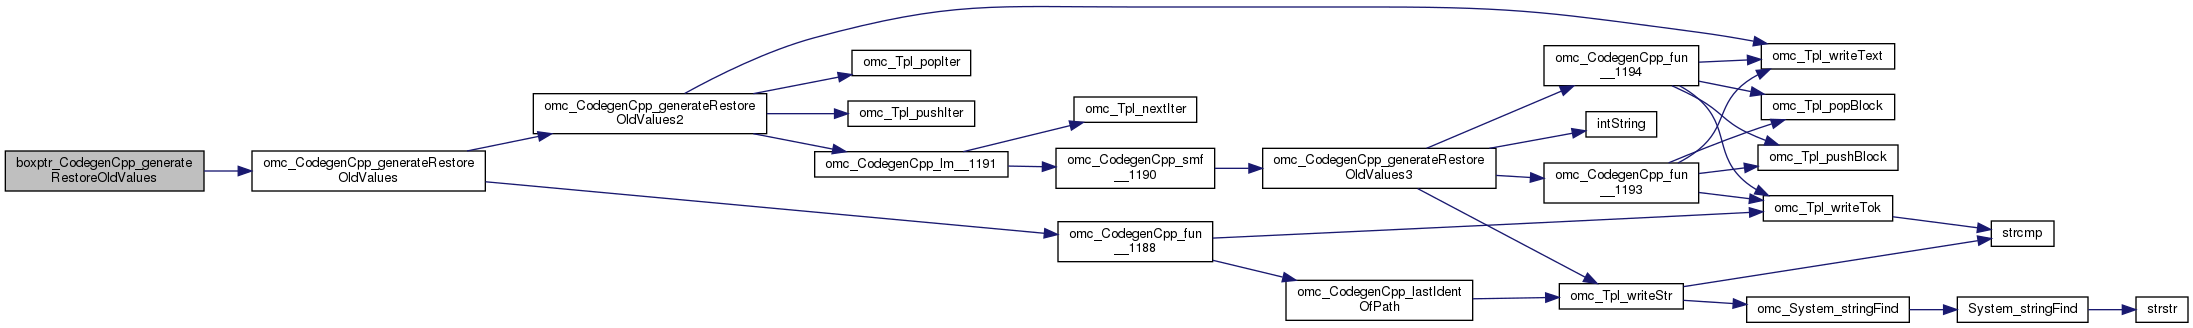 boxptr_CodegenCpp_generate
RestoreOldValues
omc_CodegenCpp_generateRestore
OldValues
omc_CodegenCpp_generateRestore
OldValues2
omc_Tpl_popIter
omc_Tpl_pushIter
omc_CodegenCpp_lm__1191
omc_Tpl_nextIter
omc_CodegenCpp_smf
__1190
omc_CodegenCpp_fun
__1188
omc_CodegenCpp_generateRestore
OldValues3
omc_CodegenCpp_lastIdent
OfPath
omc_CodegenCpp_fun
__1194
intString
omc_CodegenCpp_fun
__1193
omc_Tpl_writeStr
omc_Tpl_writeText
omc_Tpl_popBlock
omc_Tpl_pushBlock
omc_Tpl_writeTok
omc_System_stringFind
strcmp
System_stringFind
strstr